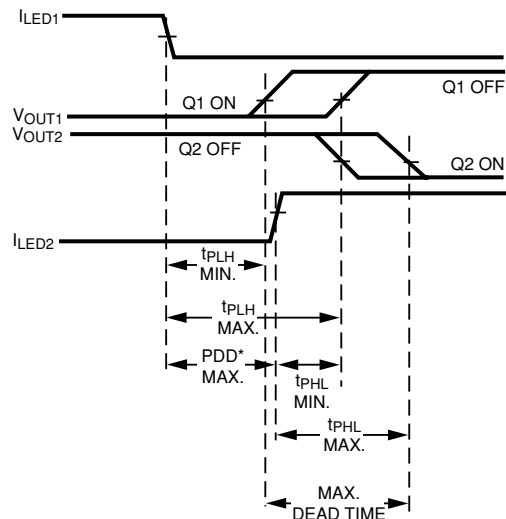 ILED1
Q1 ON
Q1 OFF
VOUT1
VOUT2
Q2 OFF
Q2 ON
ILED2
tPLH
MIN.
tPLH
MAX.
PDD*
MAX.
tPHL
MIN.
tPHL
MAX.
MAX.
DEAD TIME